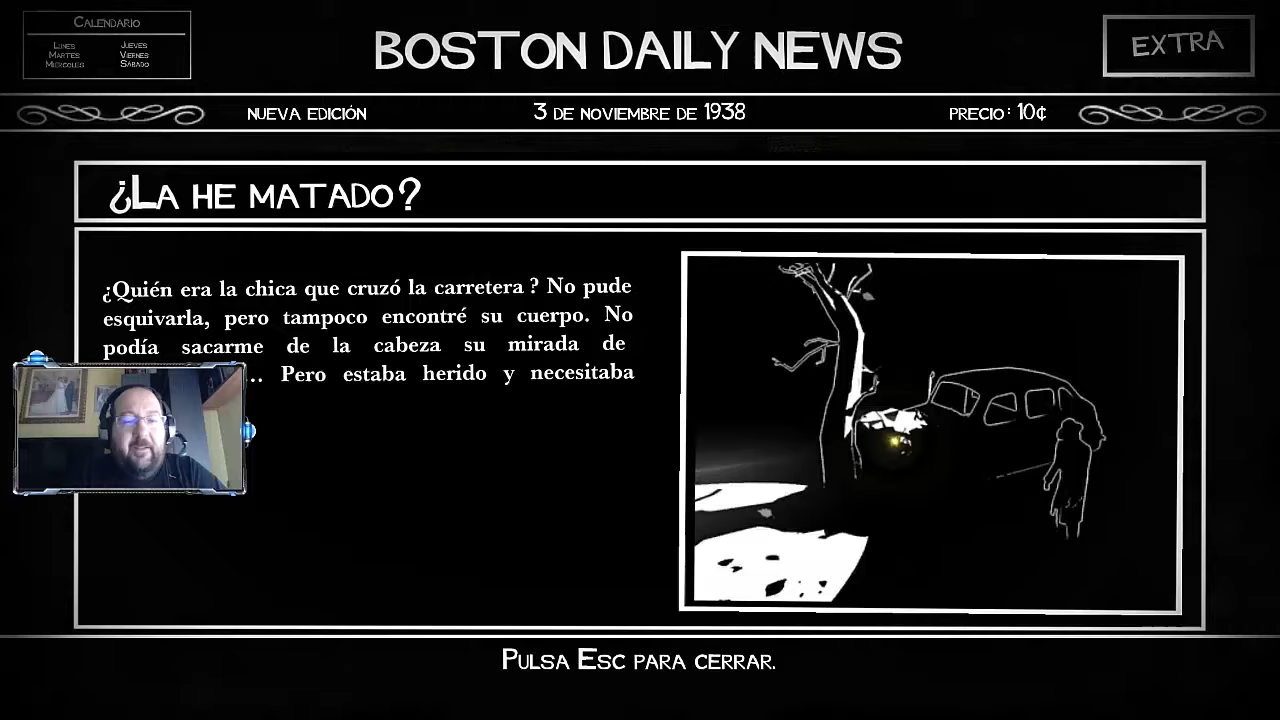 CALENDARIO
LUNES
MARTES
MIERCOLES
JUEVES
VIERNES
SÁBADO
BOSTON DAILY NEWS
EXTRA
NUEVA EDICIÓN
3 DE NOVIEMBRE DE 1938
PRECIO: 10¢
¿LA HE MATADO?
¿Quién era la chica que cruzó la carretera? No pude
esquivarla, pero tampoco encontré su cuerpo. No
podía sacarme de la cabeza su mirada de
.. Pero estaba herido y necesitaba
PULSA ESC PARA CERRAR.